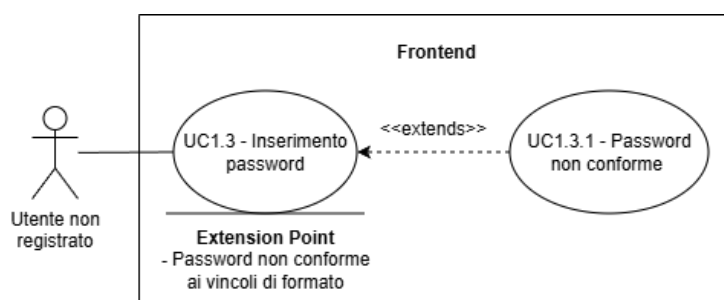 Frontend
UC1.3 - Inserimento
password
<<extends>>
UC1.3.1 - Password
non conforme
Utente non
registrato
Extension Point
- Password non conforme
ai vincoli di formato